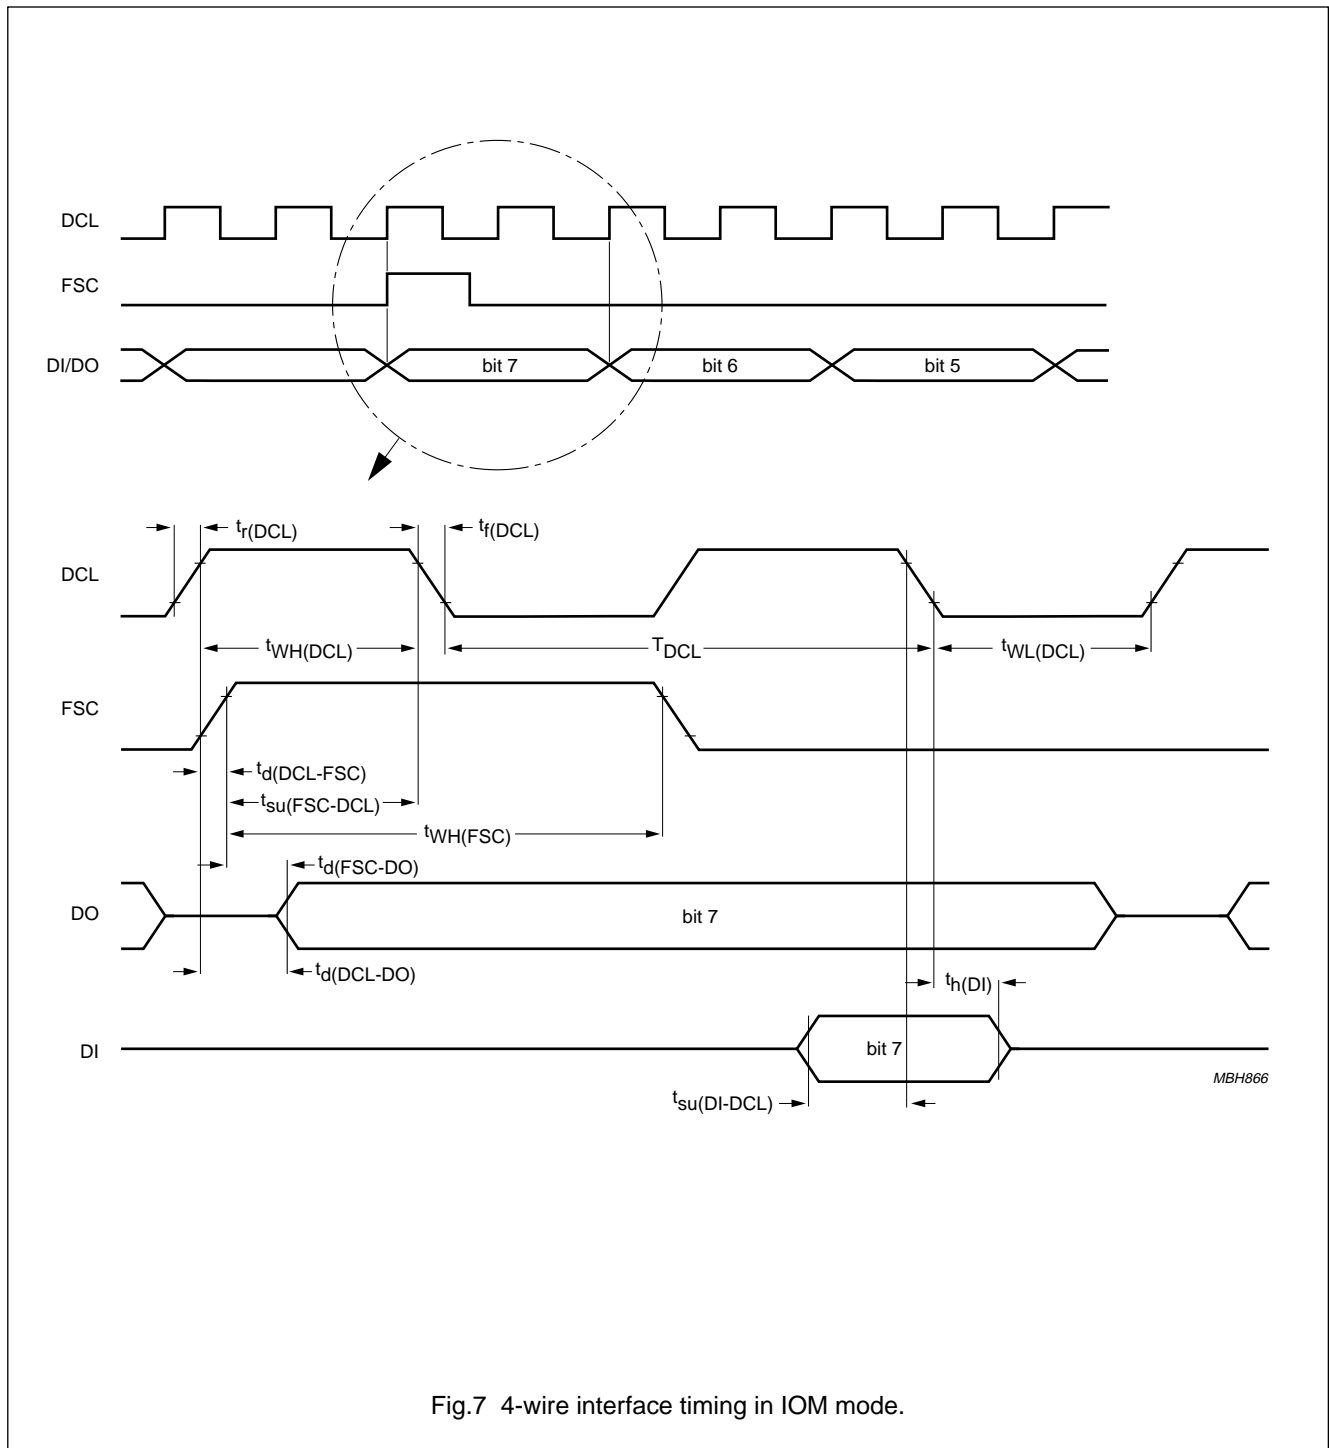 DCL
FSC
DI/DO
bit 7
bit 6
bit 5
tr(DCL)
tf(DCL)
DCL
tWH(DCL)
TDCL
tWL(DCL)
FSC
td(DCL-FSC)
tsu(FSC-DCL)
tWH(FSC)
td(FSC-DO)
DO
bit 7
td(DCL-DO)
th(DI)
DI
bit 7
MBH866
tsu(DI-DCL)
Fig.7 4-wire interface timing in IOM mode.